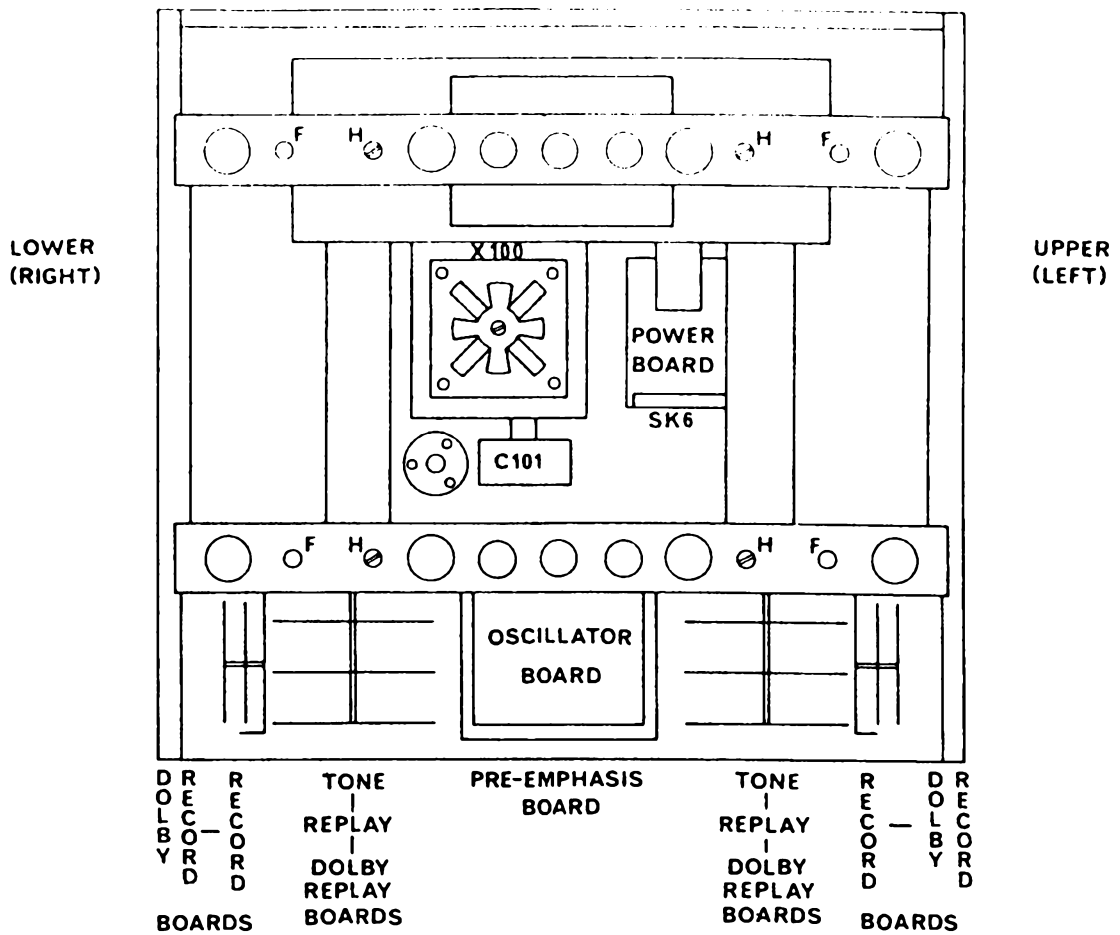 F
H
H
F
LOWER
(RIGHT)
UPPER
(LEFT)
X100
POWER
BOARD
SK6
C101
F
H
H
F
OSCILLATOR
BOARD
DOLBY
RECORD
—
RECORD
BOARDS
TONE
|
REPLAY
|
DOLBY
REPLAY
BOARDS
PRE-EMPHASIS
BOARD
TONE
|
REPLAY
|
DOLBY
REPLAY
BOARDS
RECORD
—
DOLBY
RECORD
BOARDS